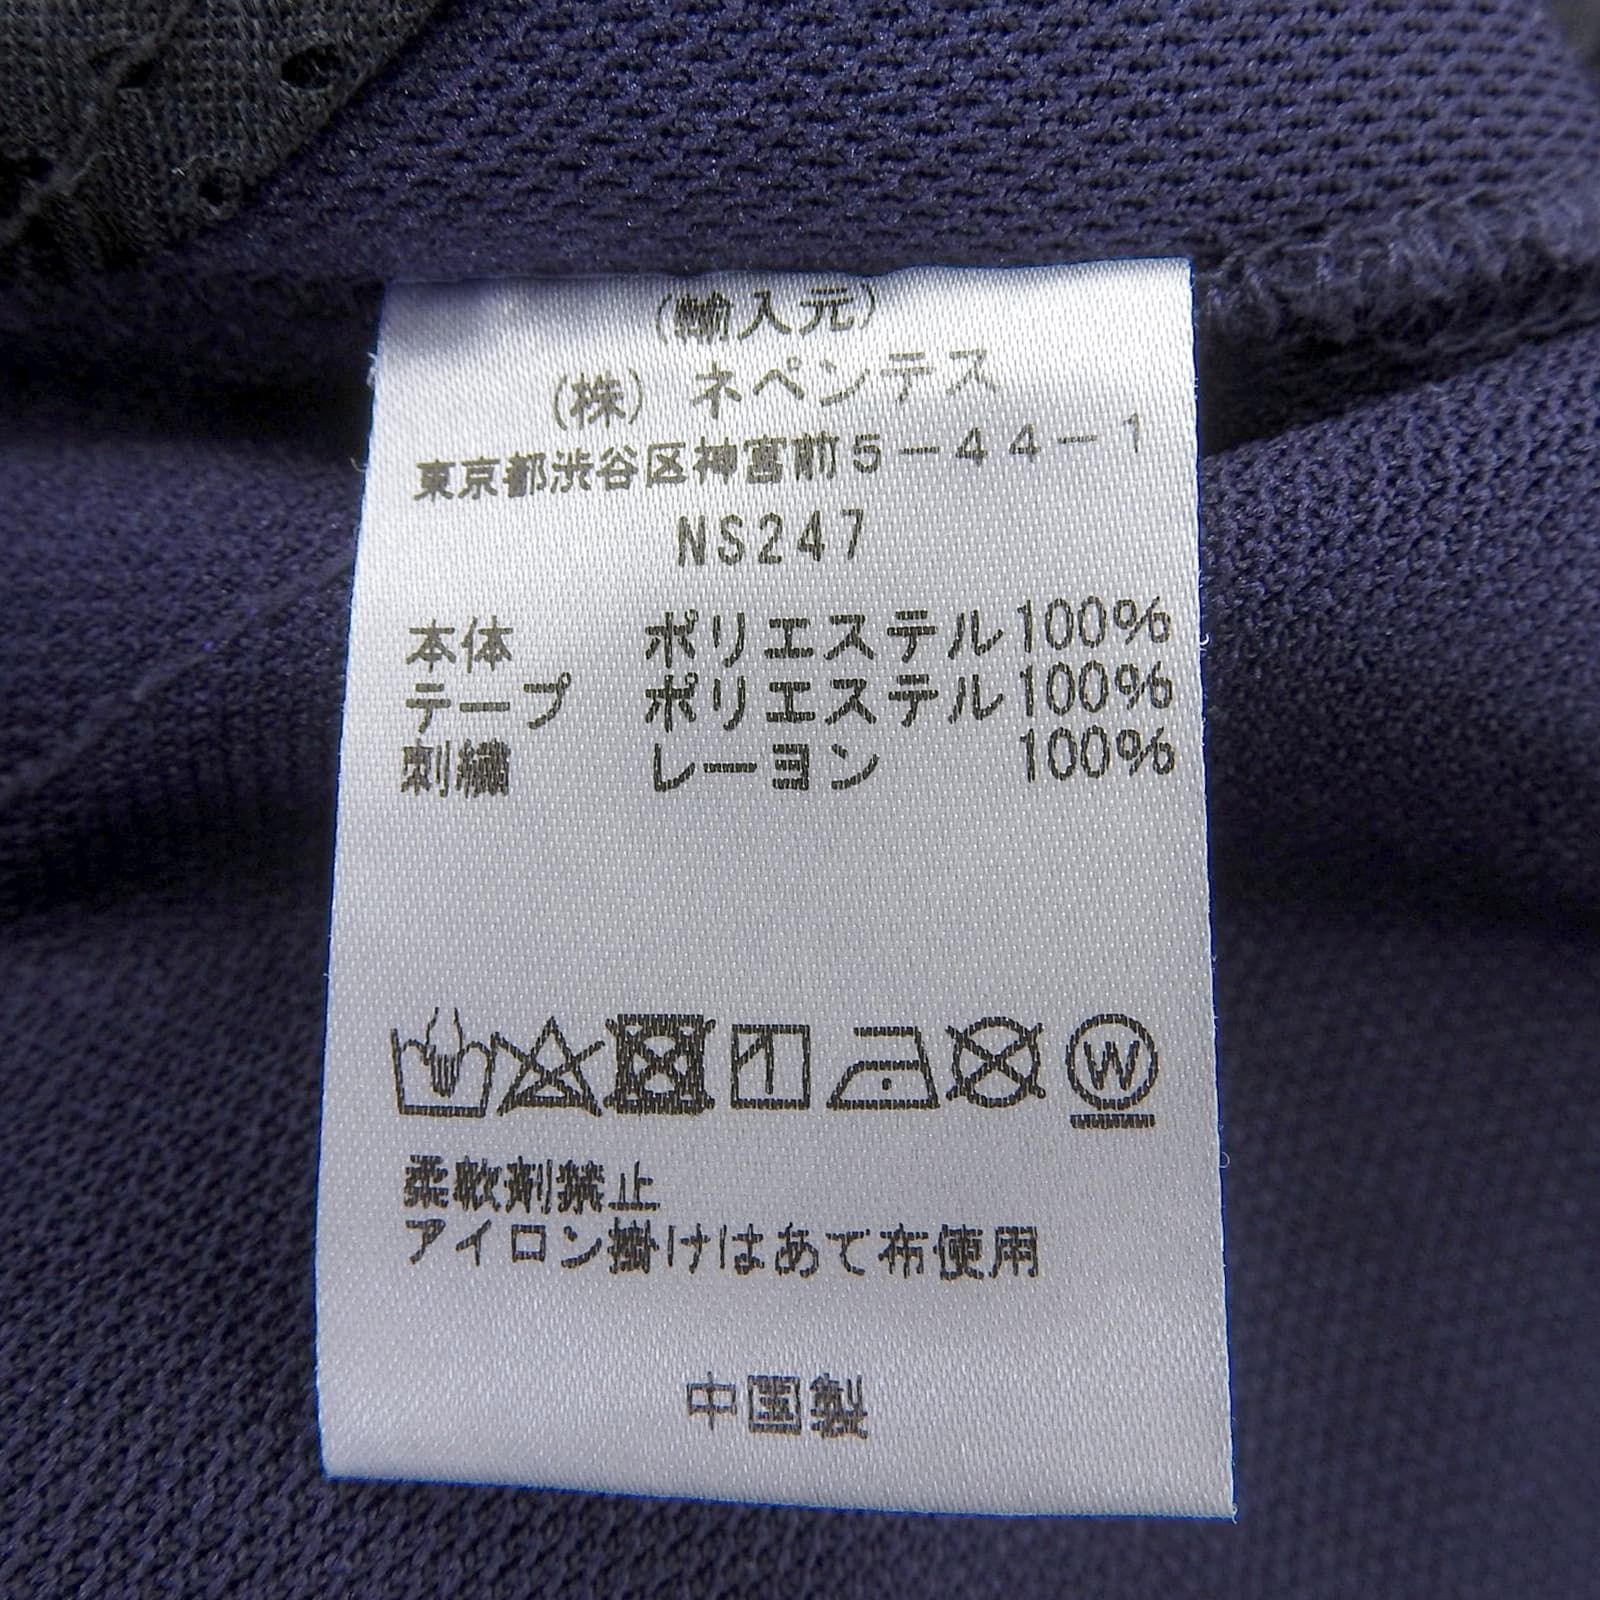 (輸入元)
(株) ネペンテス
東京都渋谷区神宮前5-44-1
NS247
本体 ポリエステル100%
テープ ポリエステル100%
刺繍 レーヨン 100%
W
柔軟剤禁止
アイロン掛けはあて布使用
中国製